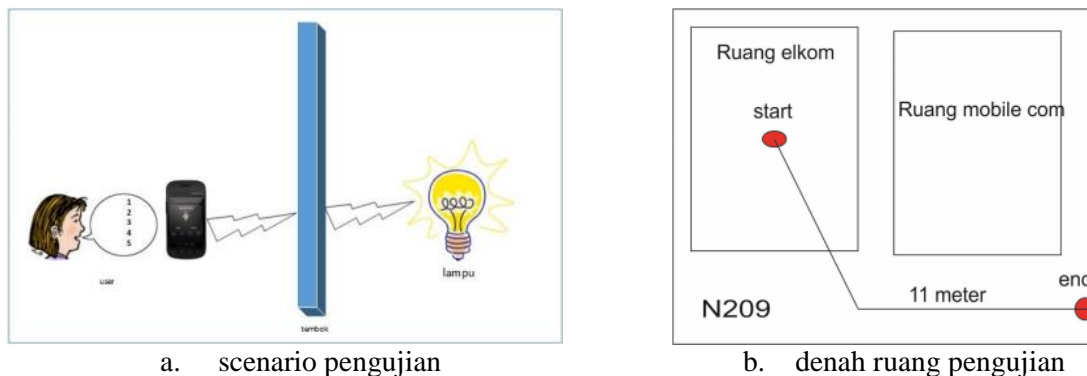 1
2
3
4
5
user
lampu
tembok
a. scenario pengujian
Ruang elkom
start
Ruang mobile com
11 meter
end
N209
b. denah ruang pengujian